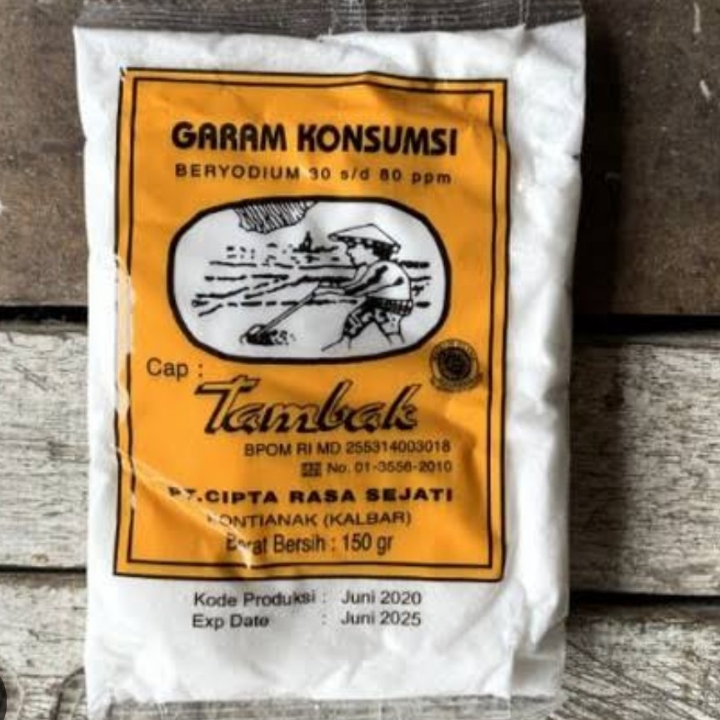 GARAM KONSUMSI
BERYODIUM 30 s/d 80 ppm
Cap :
Tambak
BPOM RI MD 255314003018
SNI No. 01-3556-2010
PT.CIPTA RASA SEJATI
PONTIANAK (KALBAR)
Berat Bersih : 150 gr
Kode Produksi : Juni 2020
Exp Date : Juni 2025